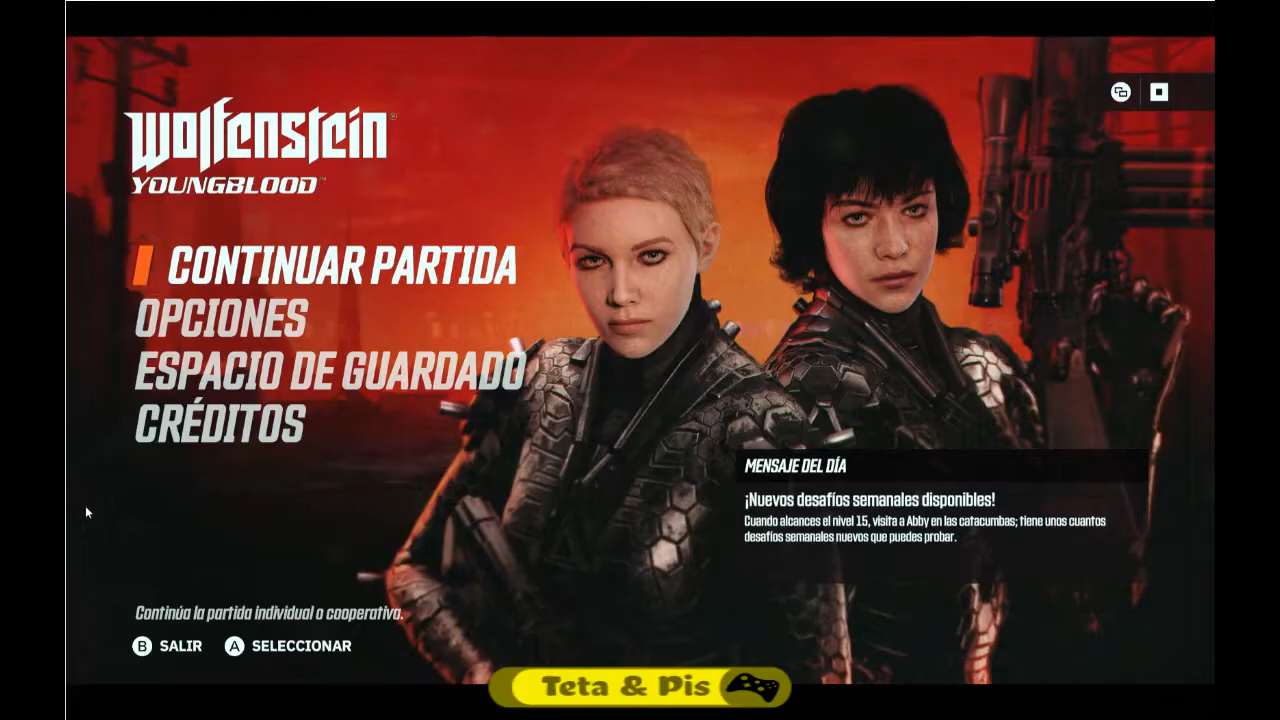 Wolfenstein®
YOUNGBLOOD™
CONTINUAR PARTIDA
OPCIONES
ESPACIO DE GUARDADO
CRÉDITOS
MENSAJE DEL DÍA
¡Nuevos desafíos semanales disponibles!
Cuando alcances el nivel 15, visita a Abby en las catacumbas; tiene unos cuantos
desafíos semanales nuevos que puedes probar.
Continúa la partida individual o cooperativa.
B SALIR A SELECCIONAR
Teta & Pis